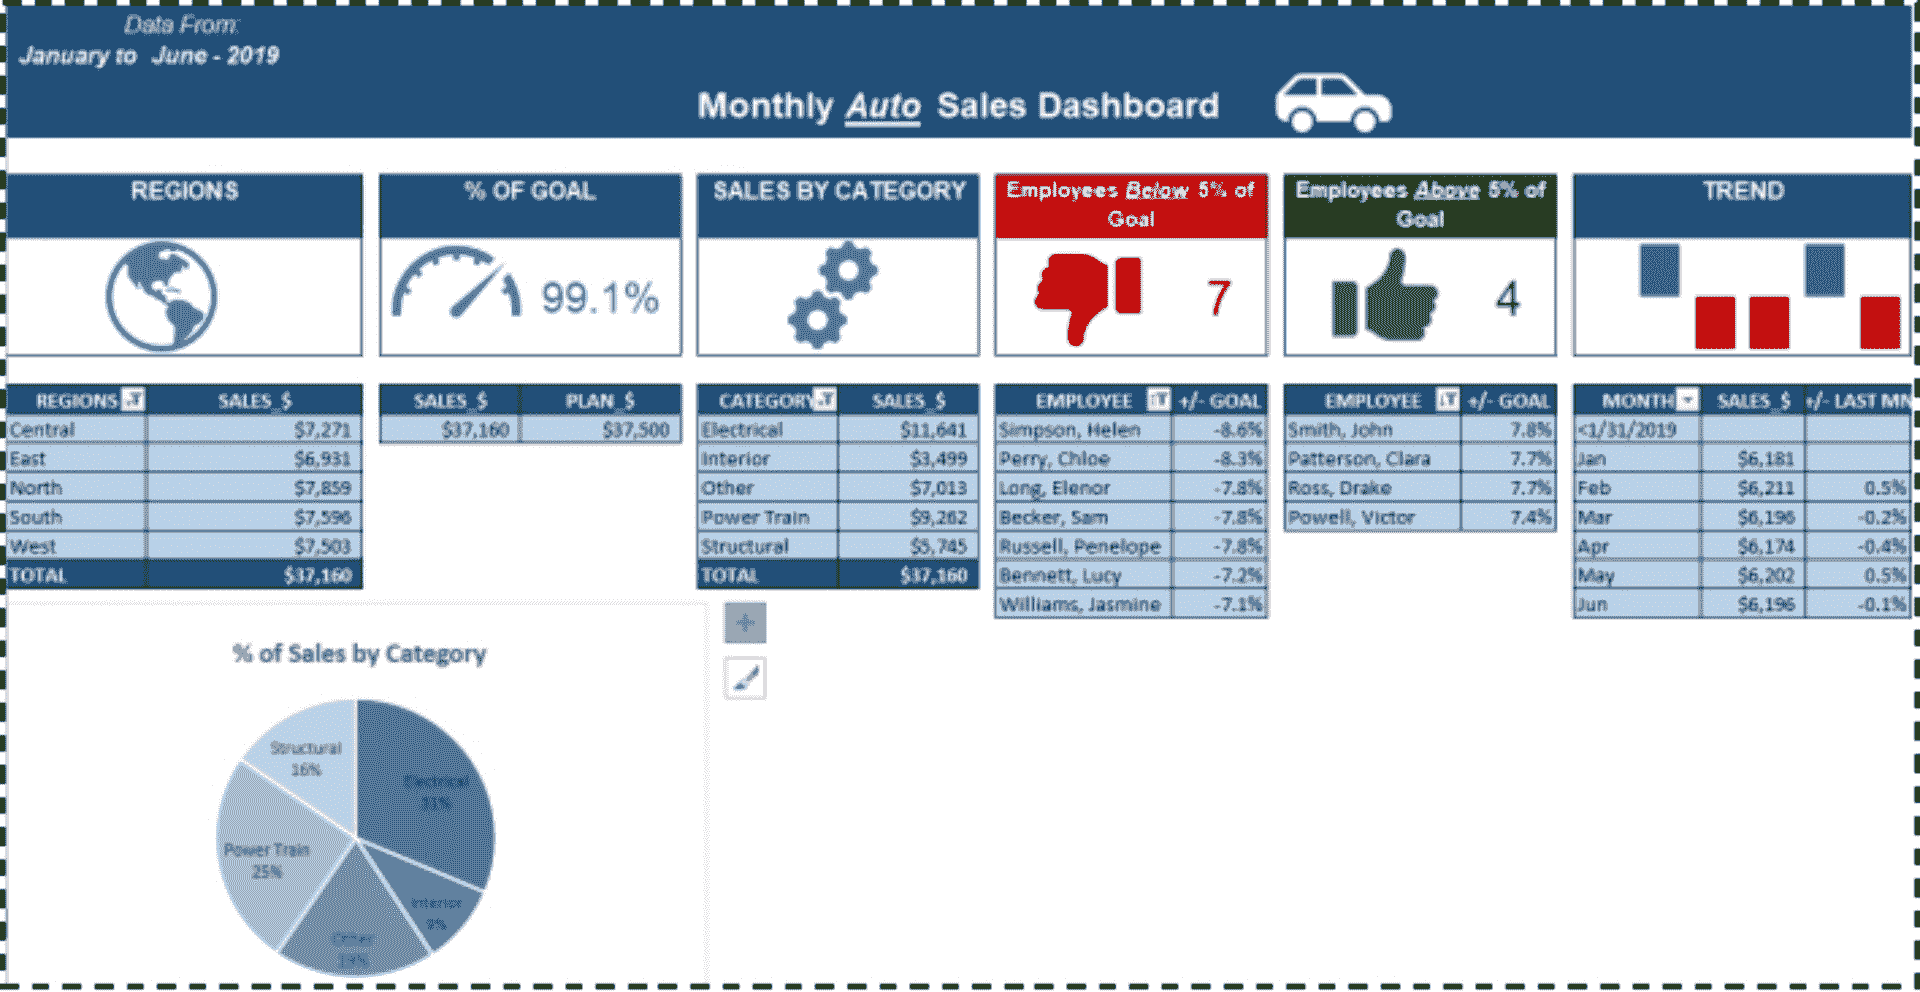 Data From:
January to June - 2019
Monthly Auto Sales Dashboard
REGIONS
% OF GOAL
99.1%
SALES BY CATEGORY
Employees Below 5% of
Goal
7
Employees Above 5% of
Goal
4
TREND
REGIONS SALES_$
Central $7,271
East $6,931
North $7,859
South $7,596
West $7,503
TOTAL $37,160
SALES_$ PLAN_$
$37,160 $37,500
CATEGORY SALES_$
Electrical $11,641
Interior $3,499
Other $7,013
Power Train $9,262
Structural $5,745
TOTAL $37,160
EMPLOYEE +/- GOAL
Simpson, Helen -8.6%
Perry, Chloe -8.3%
Long, Elenor -7.8%
Becker, Sam -7.8%
Russell, Penelope -7.8%
Bennett, Lucy -7.2%
Williams, Jasmine -7.1%
EMPLOYEE +/- GOAL
Smith, John 7.8%
Patterson, Clara 7.7%
Ross, Drake 7.7%
Powell, Victor 7.4%
MONTH SALES_$ +/- LAST MN
<1/31/2019
Jan $6,181
Feb $6,211 0.5%
Mar $6,196 -0.2%
Apr $6,174 -0.4%
May $6,202 0.5%
Jun $6,196 -0.1%
% of Sales by Category
Structural
16%
Electrical
31%
Power Train
25%
Interior
9%
Other
19%